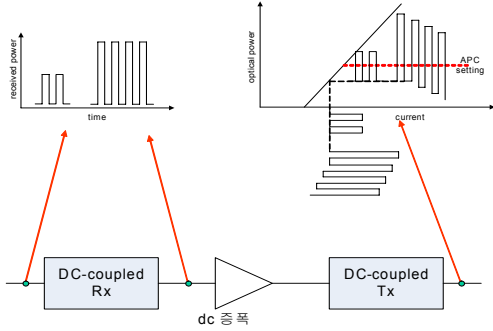 received power
time
optical power
APC
setting
current
DC-coupled
Rx
dc 증폭
DC-coupled
Tx